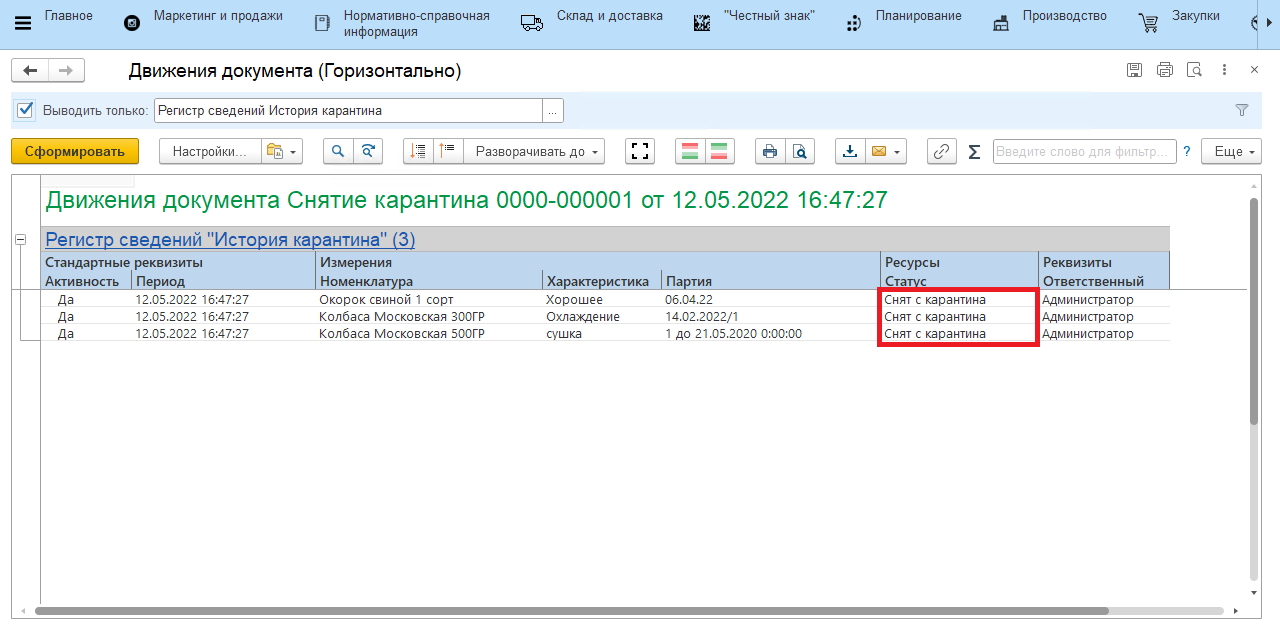 Главное
Маркетинг и продажи
Нормативно-справочная
информация
Склад и доставка
"Честный знак"
Планирование
Производство
Закупки
Движения документа (Горизонтально)
Выводить только: Регистр сведений История карантина ...
Сформировать Настройки... Разворачивать до Σ Введите слово для фильтр... ? Еще
Движения документа Снятие карантина 0000-000001 от 12.05.2022 16:47:27
Регистр сведений "История карантина" (3)
Стандартные реквизиты Измерения Ресурсы Реквизиты
Активность Период Номенклатура Характеристика Партия Статус Ответственный
Да 12.05.2022 16:47:27 Окорок свиной 1 сорт Хорошее 06.04.22 Снят с карантина Администратор
Да 12.05.2022 16:47:27 Колбаса Московская 300ГР Охлаждение 14.02.2022/1 Снят с карантина Администратор
Да 12.05.2022 16:47:27 Колбаса Московская 500ГР сушка 1 до 21.05.2020 0:00:00 Снят с карантина Администратор